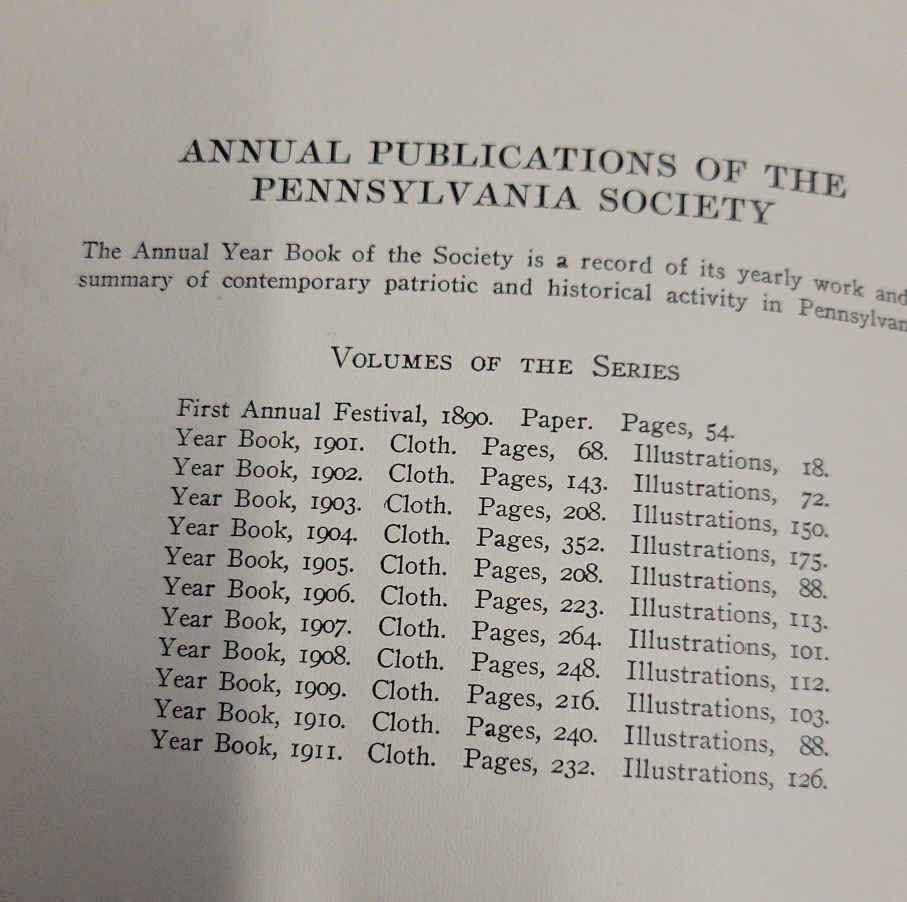 ANNUAL PUBLICATIONS OF THE
PENNSYLVANIA SOCIETY
The Annual Year Book of the Society is a record of its yearly work and
summary of contemporary patriotic and historical activity in Pennsylvan
VOLUMES OF THE SERIES
First Annual Festival, 1890. Paper. Pages, 54.
Year Book, 1901. Cloth. Pages, 68. Illustrations, 18.
Year Book, 1902. Cloth. Pages, 143. Illustrations, 72.
Year Book, 1903. Cloth. Pages, 208. Illustrations, 150.
Year Book, 1904. Cloth. Pages, 352. Illustrations, 175.
Year Book, 1905. Cloth. Pages, 208. Illustrations, 88.
Year Book, 1906. Cloth. Pages, 223. Illustrations, 113.
Year Book, 1907. Cloth. Pages, 264. Illustrations, 101.
Year Book, 1908. Cloth. Pages, 248. Illustrations, 112.
Year Book, 1909. Cloth. Pages, 216. Illustrations, 103.
Year Book, 1910. Cloth. Pages, 240. Illustrations, 88.
Year Book, 1911. Cloth. Pages, 232. Illustrations, 126.